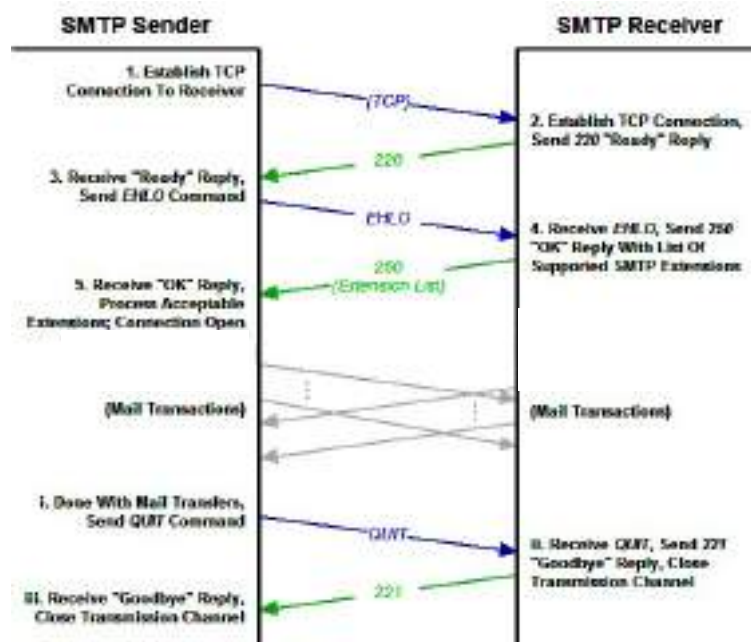 SMTP Sender
SMTP Receiver
1. Establish TCP
Connection To Receiver
(TCP)
2. Establish TCP Connection,
Send 220 "Ready" Reply
220
3. Receive "Ready" Reply,
Send EHLO Command
EHLO
4. Receive EHLO, Send 250
"OK" Reply With List Of
Supported SMTP Extensions
250
(Extension List)
5. Receive "OK" Reply,
Process Acceptable
Extensions; Connection Open
(Mail Transactions)
(Mail Transactions)
i. Done With Mail Transfers,
Send QUIT Command
QUIT
ii. Receive QUIT, Send 221
"Goodbye" Reply, Close
Transmission Channel
221
iii. Receive "Goodbye" Reply,
Close Transmission Channel